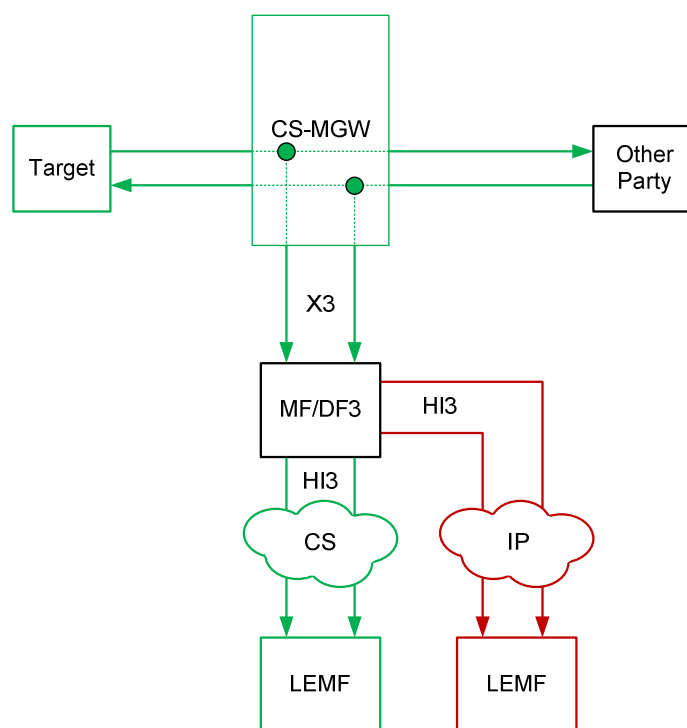 CS-MGW
Target
Other
Party
X3
MF/DF3
HI3
HI3
CS
IP
LEMF
LEMF